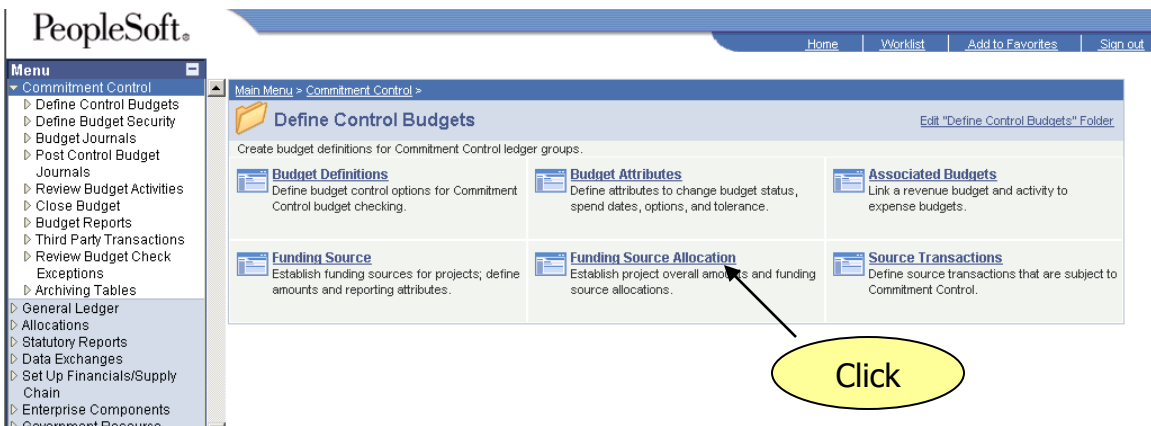 PeopleSoft®
Home Worklist Add to Favorites Sign out
Menu
Commitment Control
Define Control Budgets
Define Budget Security
Budget Journals
Post Control Budget
Journals
Review Budget Activities
Close Budget
Budget Reports
Third Party Transactions
Review Budget Check
Exceptions
Archiving Tables
General Ledger
Allocations
Statutory Reports
Data Exchanges
Set Up Financials/Supply
Chain
Enterprise Components
Government Resource
Main Menu > Commitment Control >
Define Control Budgets
Edit "Define Control Budgets" Folder
Create budget definitions for Commitment Control ledger groups.
Budget Definitions
Define budget control options for Commitment
Control budget checking.
Budget Attributes
Define attributes to change budget status,
spend dates, options, and tolerance.
Associated Budgets
Link a revenue budget and activity to
expense budgets.
Funding Source
Establish funding sources for projects; define
amounts and reporting attributes.
Funding Source Allocation
Establish project overall amounts and funding
source allocations.
Source Transactions
Define source transactions that are subject to
Commitment Control.
Click